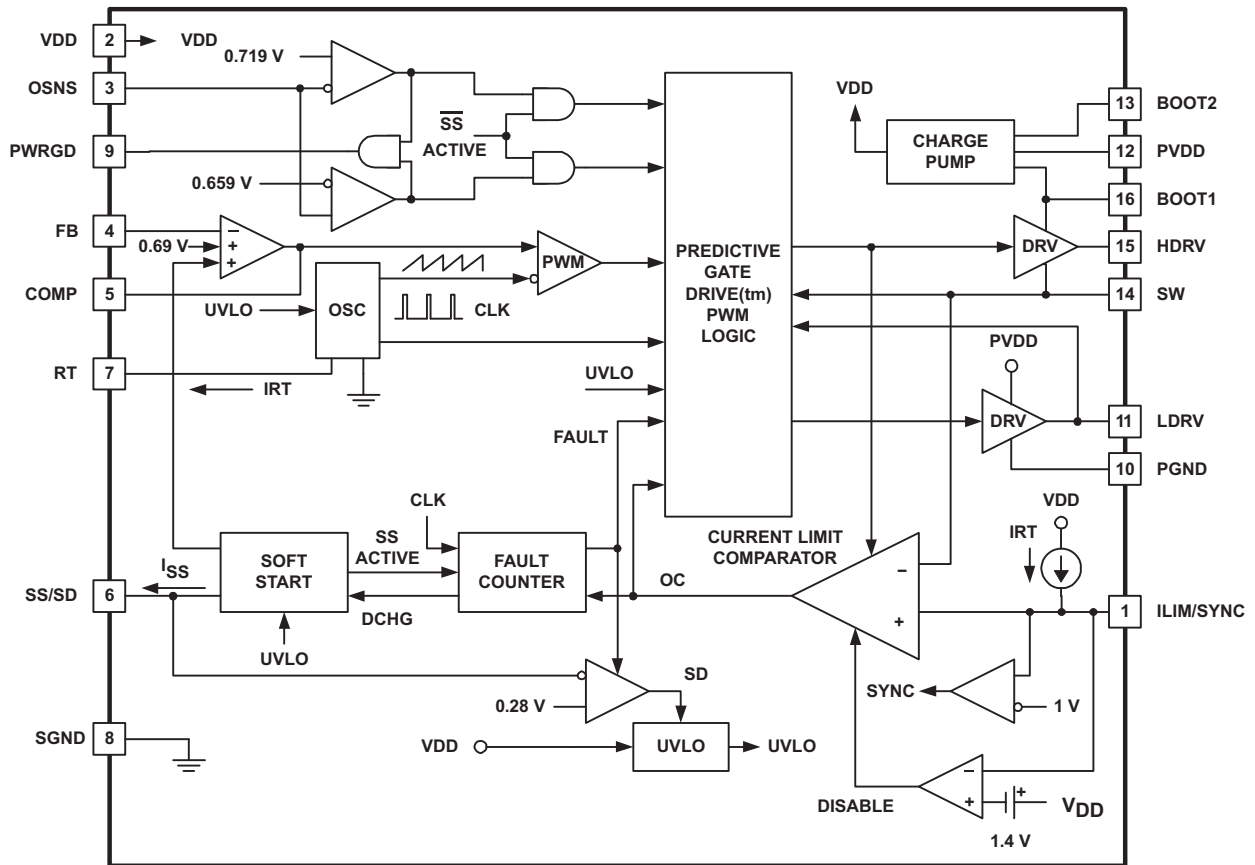 VDD
2
VDD
0.719 V
OSNS
3
PWRGD
9
SS
ACTIVE
0.659 V
FB
4
0.69 V
−
+
+
PWM
COMP
5
UVLO
OSC
CLK
RT
7
IRT
UVLO
FAULT
PREDICTIVE
GATE
DRIVE(tm)
PWM
LOGIC
VDD
CHARGE
PUMP
13
BOOT2
12
PVDD
16
BOOT1
DRV
15
HDRV
14
SW
PVDD
DRV
11
LDRV
10
PGND
VDD
IRT
CURRENT LIMIT
COMPARATOR
−
+
1
ILIM/SYNC
CLK
SOFT
START
SS
ACTIVE
FAULT
COUNTER
OC
DCHG
ISS
SS/SD
6
UVLO
SD
0.28 V
SYNC
1 V
SGND
8
VDD
UVLO
UVLO
DISABLE
−
+
+
VDD
1.4 V